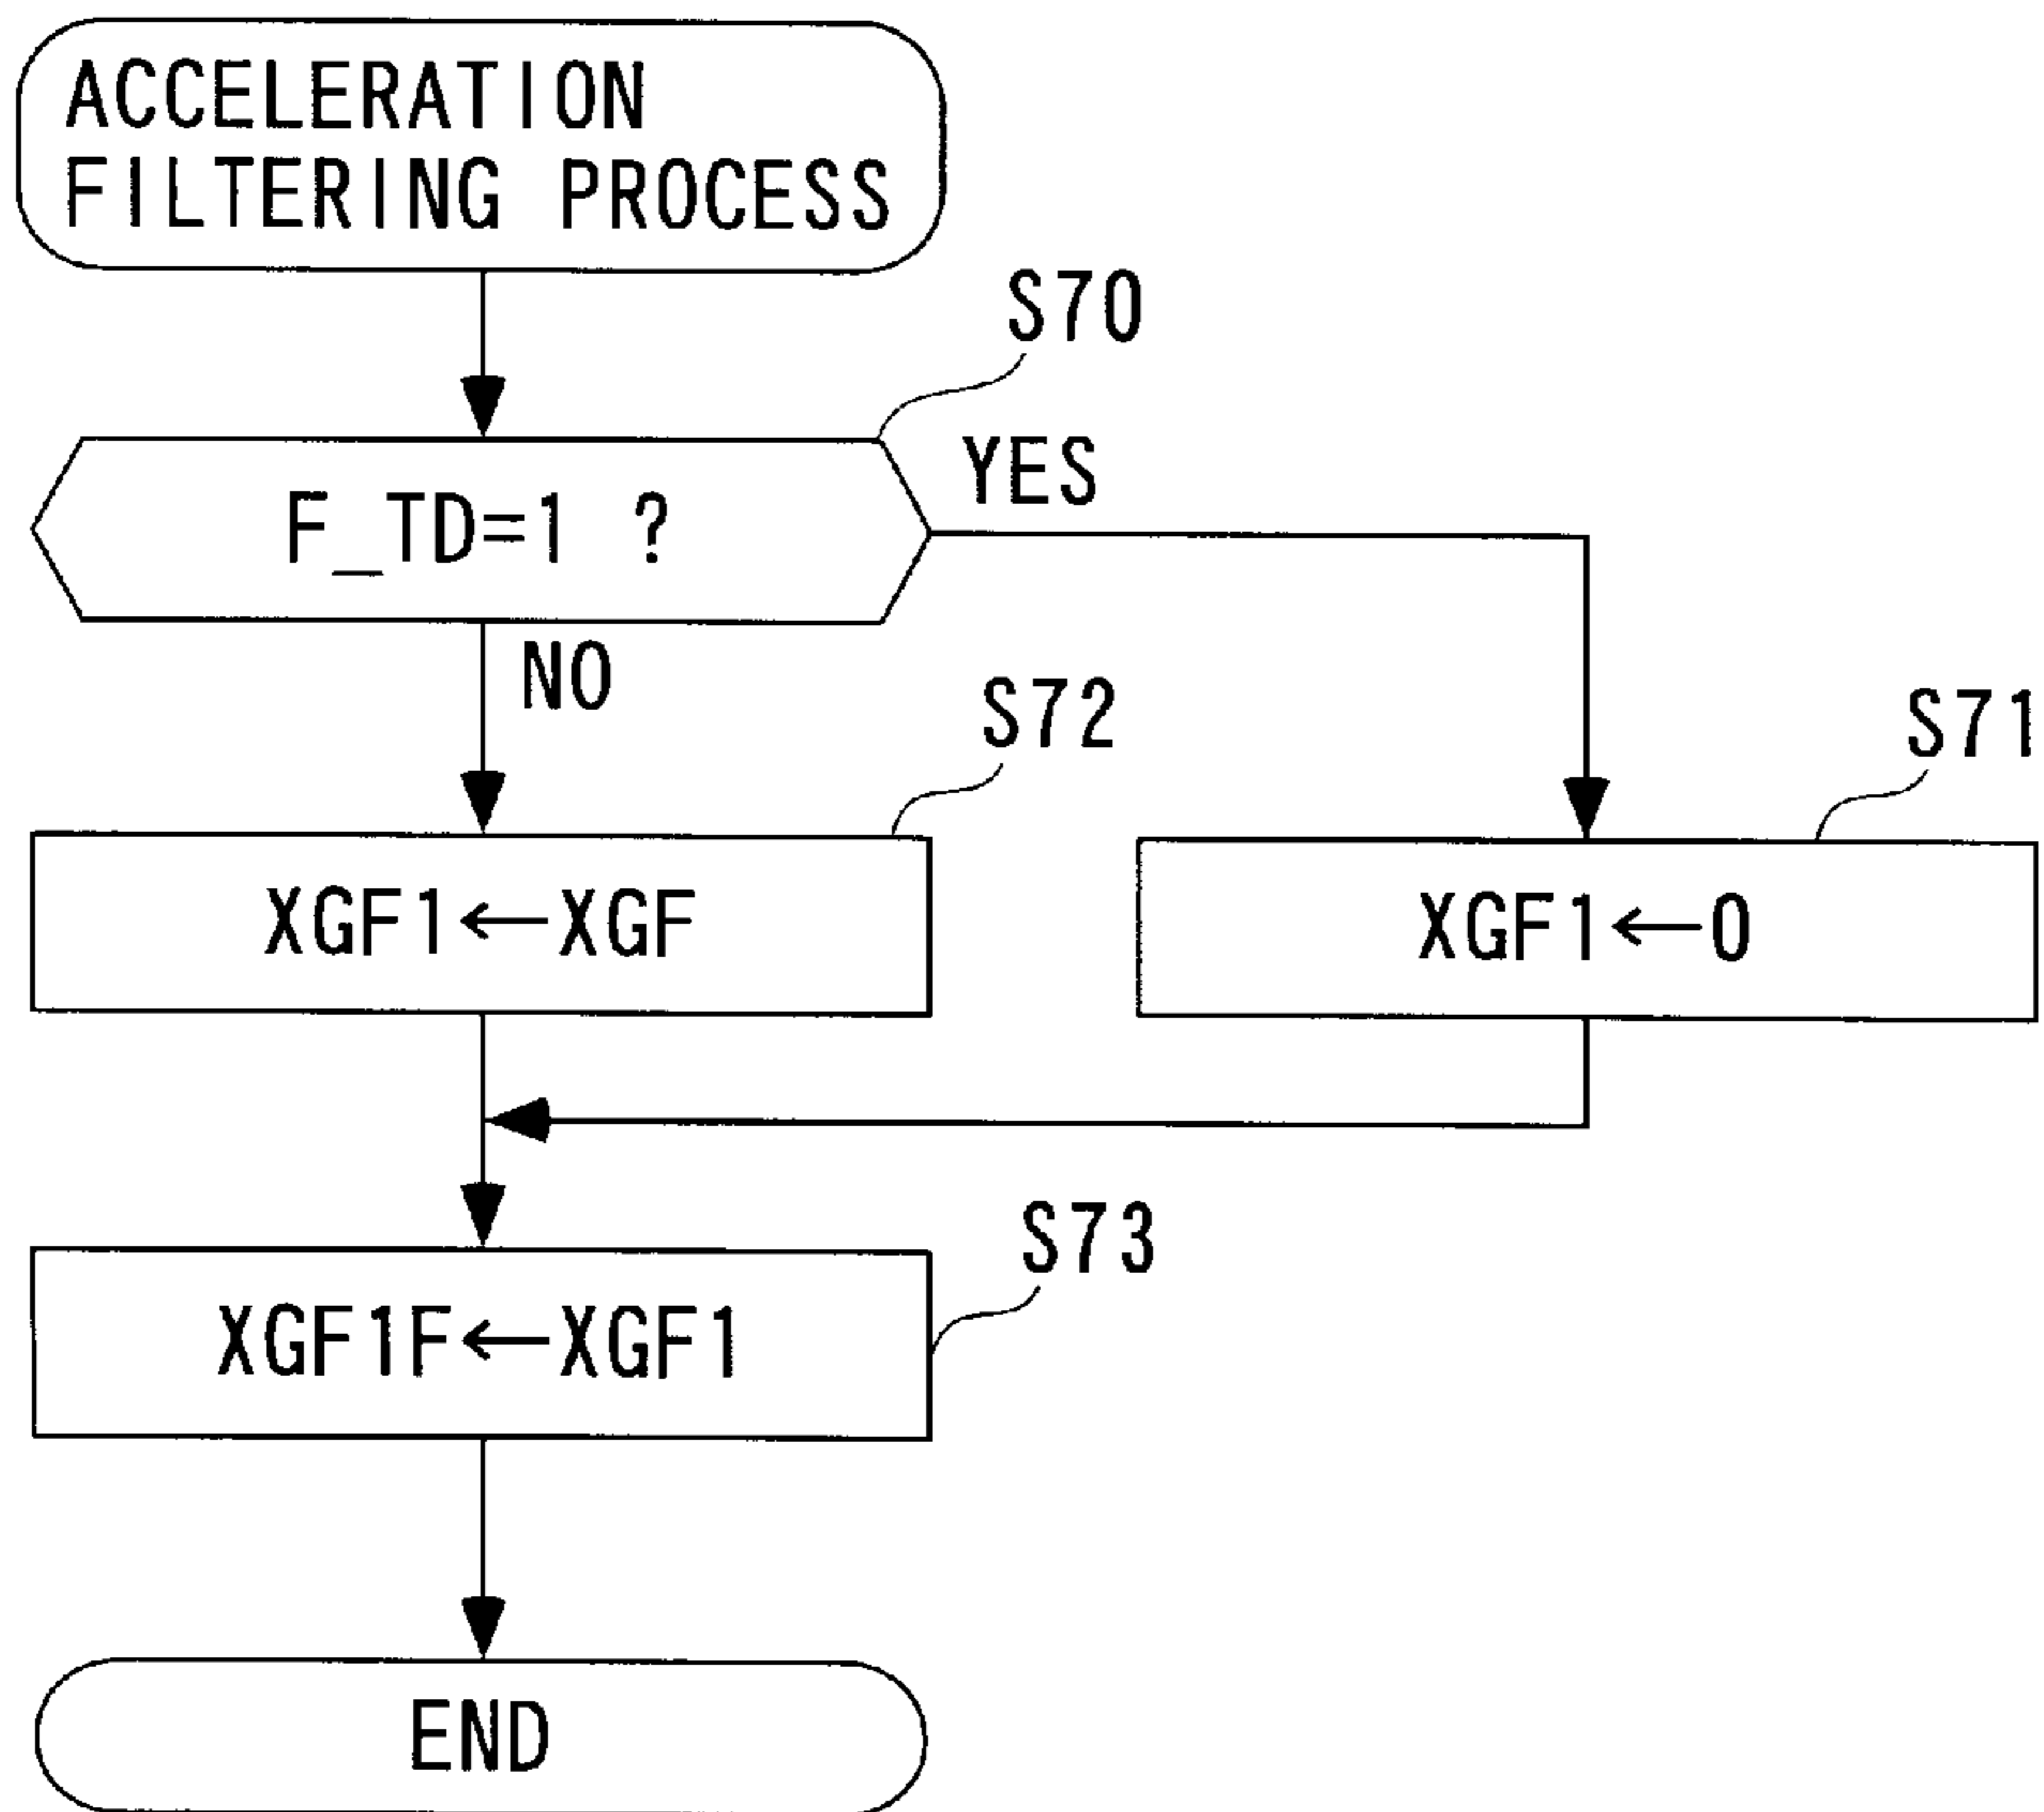 ACCELERATION
FILTERING PROCESS
S70
F_TD=1 ?
YES
NO
S72
S71
XGF1←XGF
XGF1←0
S73
XGF1F←XGF1
END